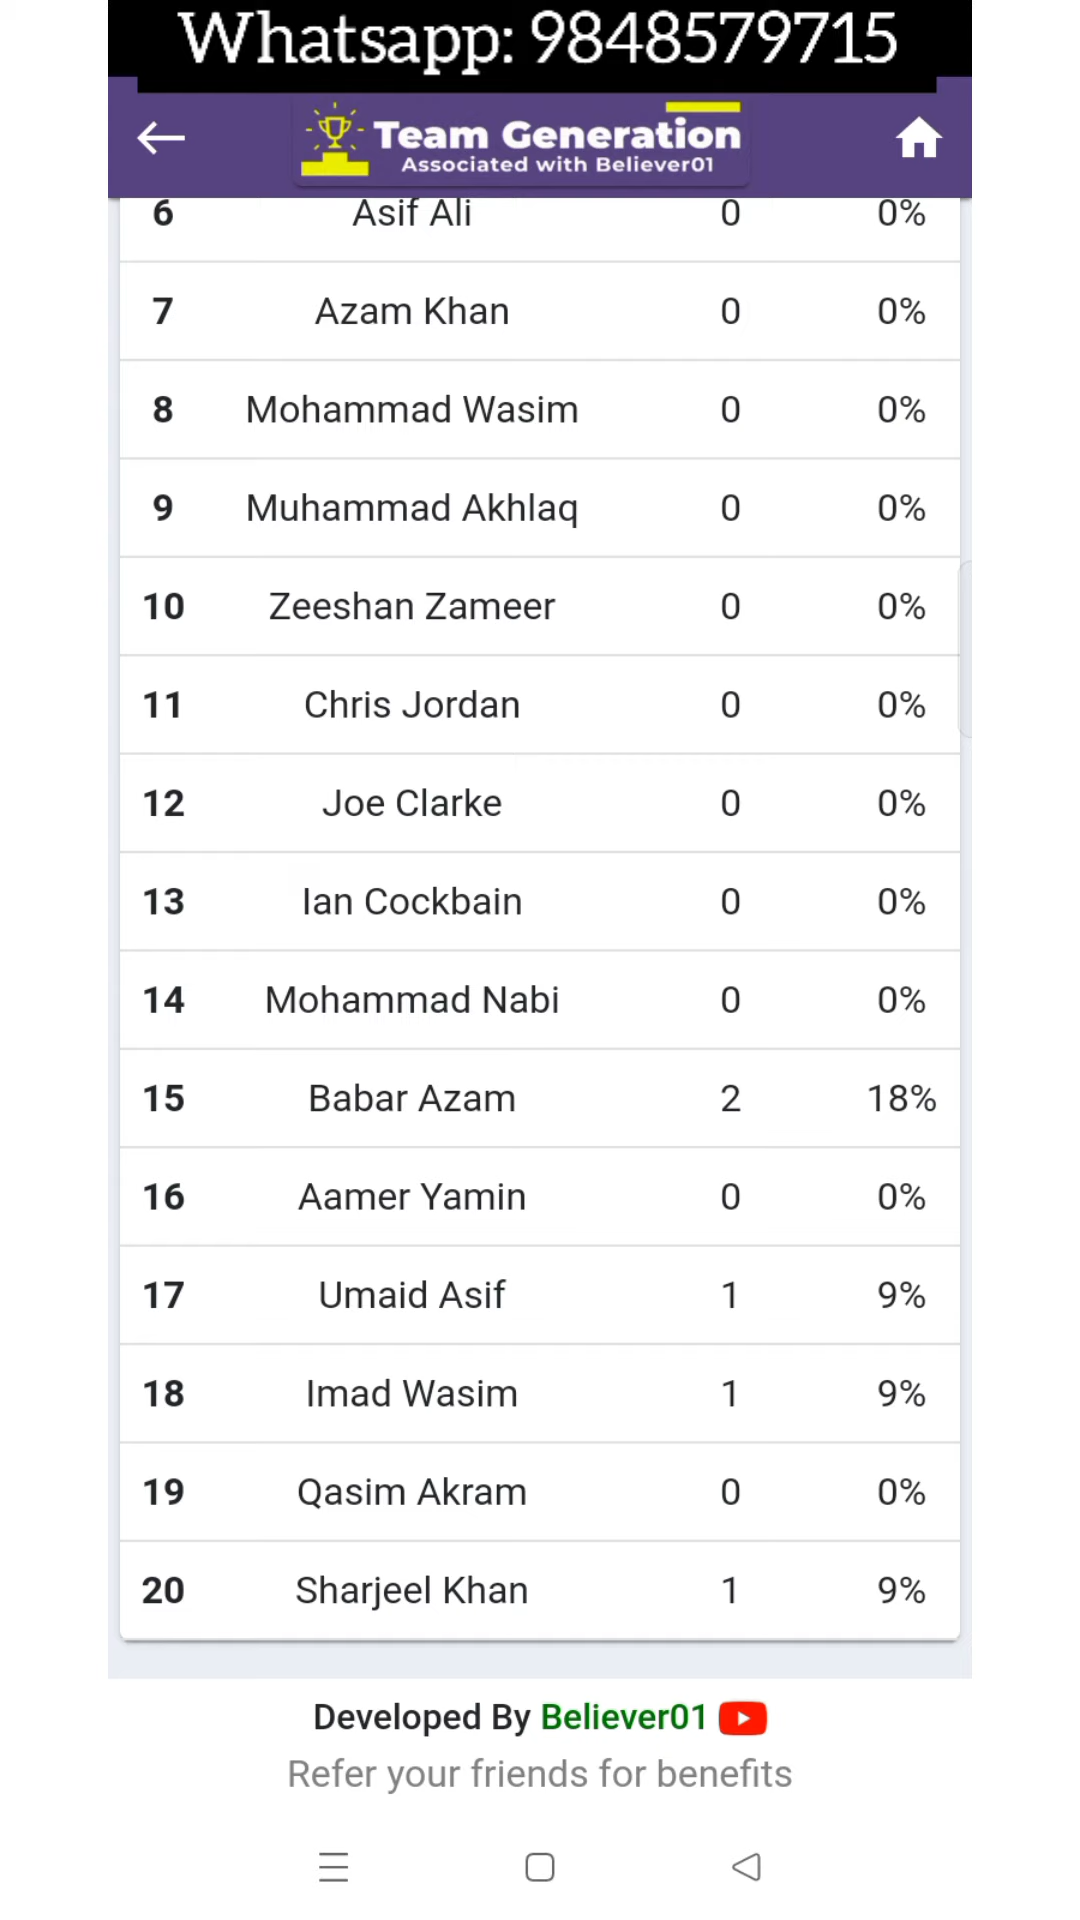 Whatsapp: 9848579715
Team Generation
Associated with Believer01
6 Asif Ali 0 0%
7 Azam Khan 0 0%
8 Mohammad Wasim 0 0%
9 Muhammad Akhlaq 0 0%
10 Zeeshan Zameer 0 0%
11 Chris Jordan 0 0%
12 Joe Clarke 0 0%
13 Ian Cockbain 0 0%
14 Mohammad Nabi 0 0%
15 Babar Azam 2 18%
16 Aamer Yamin 0 0%
17 Umaid Asif 1 9%
18 Imad Wasim 1 9%
19 Qasim Akram 0 0%
20 Sharjeel Khan 1 9%
Developed By Believer01
Refer your friends for benefits